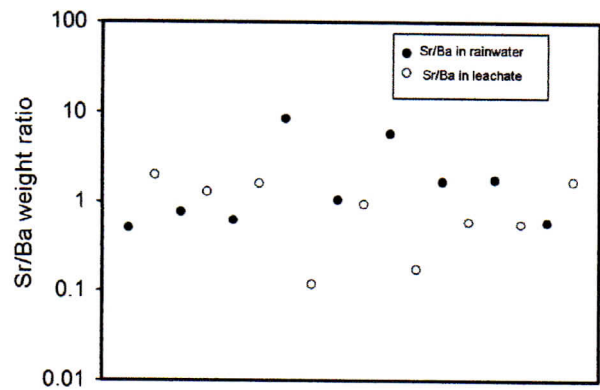 100
10
1
0.1
0.01
Sr/Ba weight ratio
Sr/Ba in rainwater
Sr/Ba in leachate